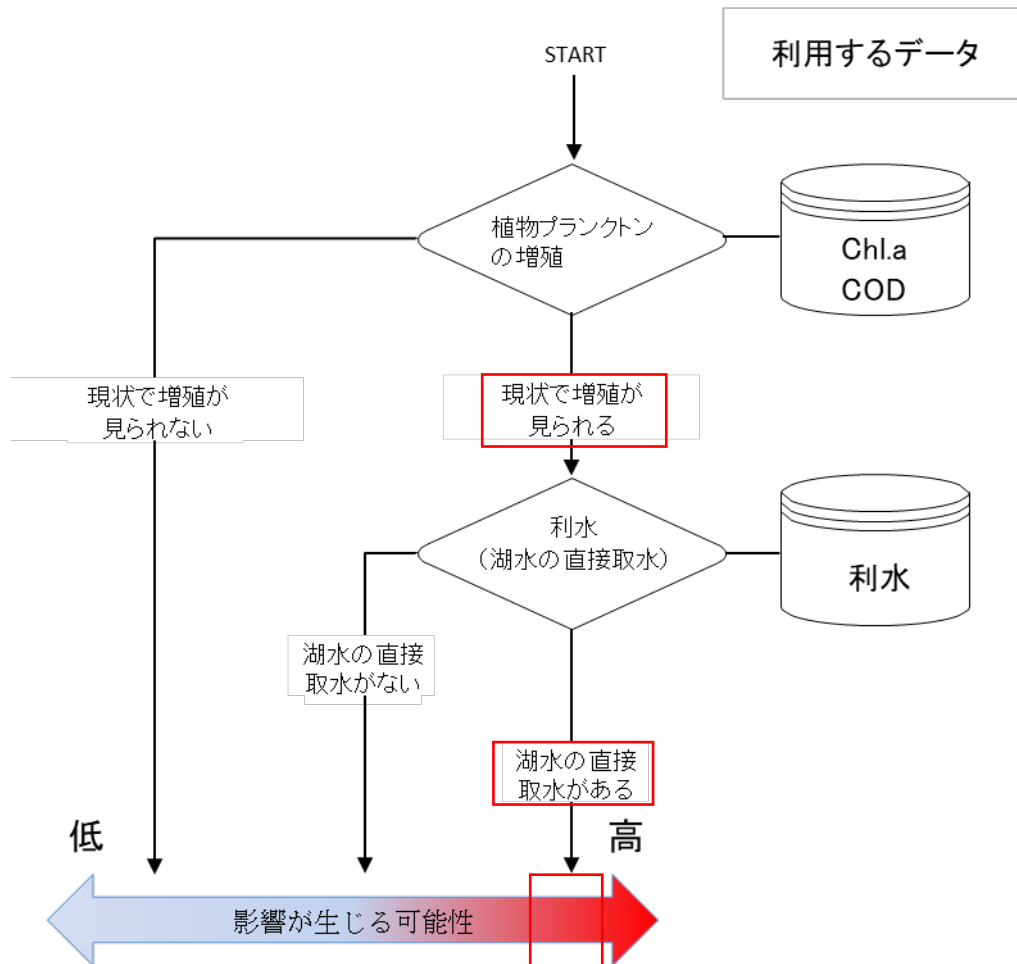 START
利用するデータ
植物プランクトン
の増殖
Chl.a
COD
現状で増殖が
見られない
現状で増殖が
見られる
利水
（湖水の直接取水）
利水
湖水の直接
取水がない
湖水の直接
取水がある
低
高
影響が生じる可能性